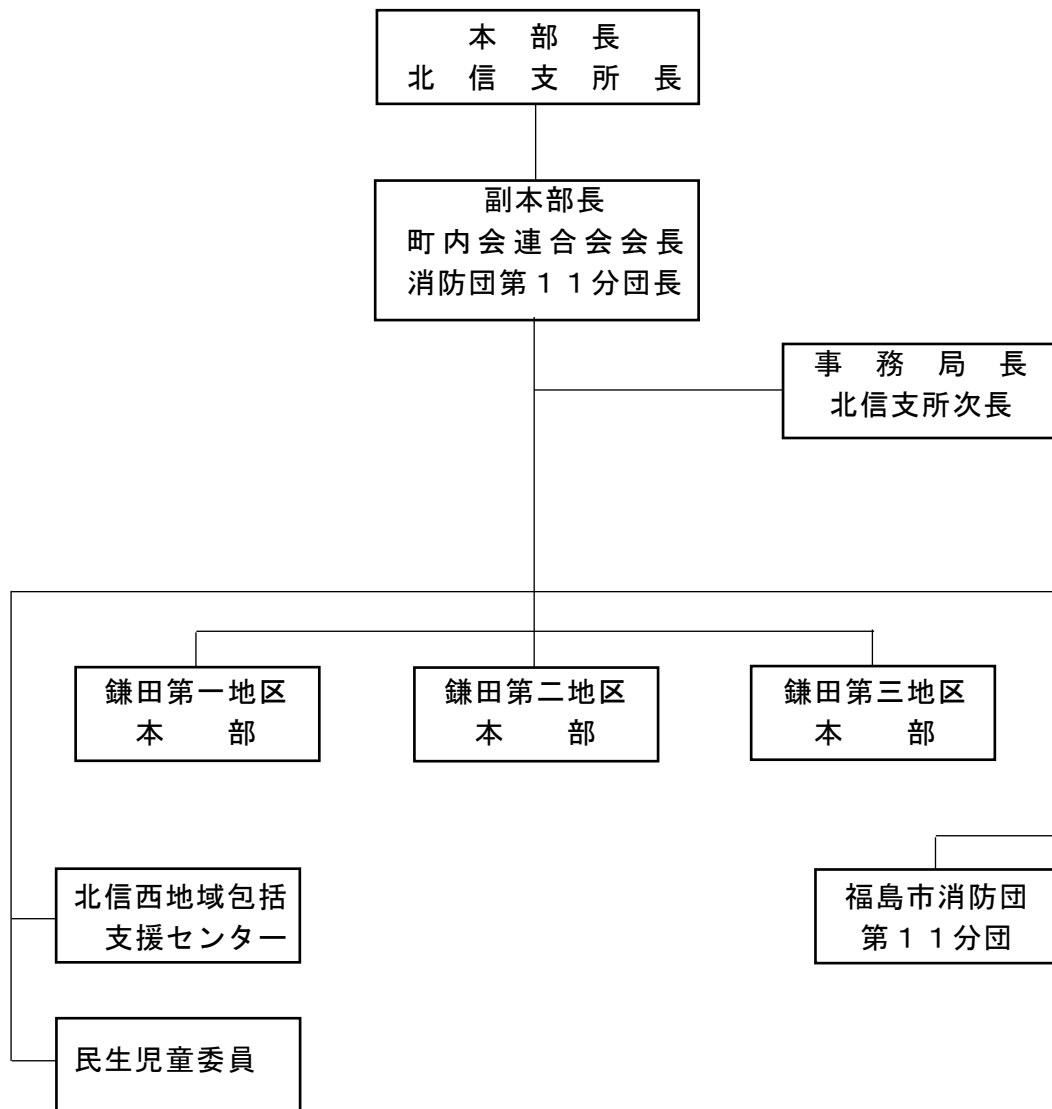 本部長
北信支所長
副本部長
町内会連合会会長
消防団第１１分団長
事務局長
北信支所次長
鎌田第一地区
本部
鎌田第二地区
本部
鎌田第三地区
本部
北信西地域包括
支援センター
福島市消防団
第１１分団
民生児童委員